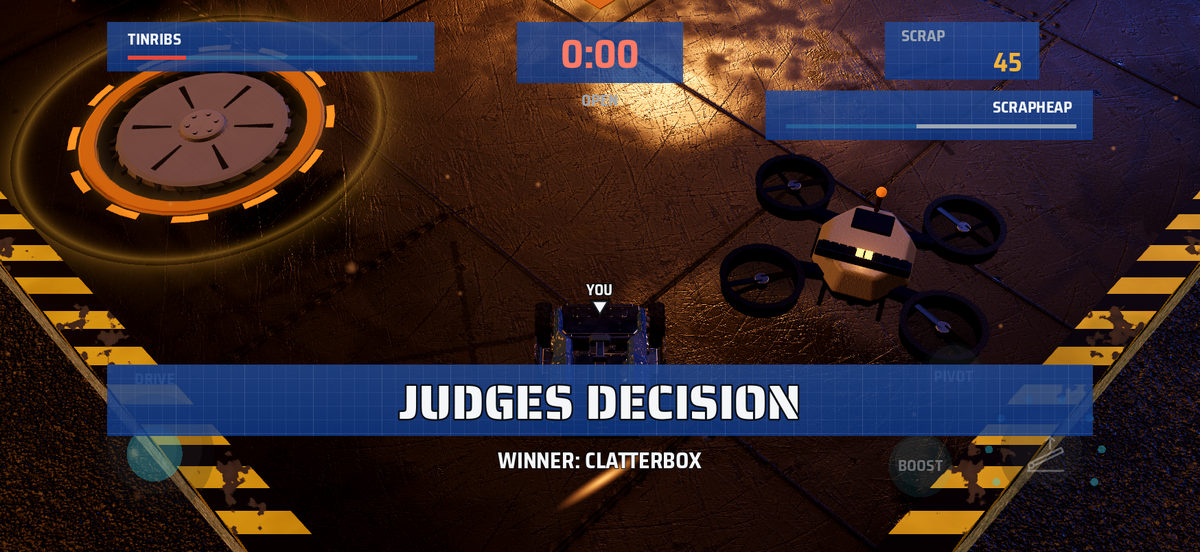 TINRIBS
0:00
SCRAP
45
OPEN
SCRAPHEAP
YOU
DRIVE
PIVOT
JUDGES DECISION
WINNER: CLATTERBOX
BOOST